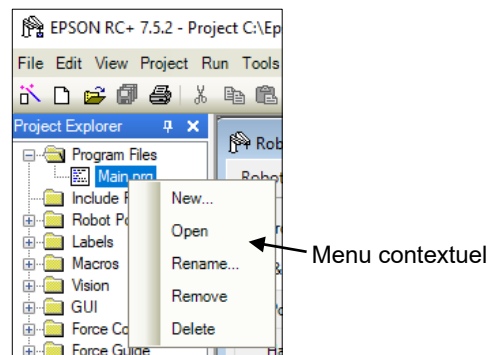 EPSON RC+ 7.5.2 - Project C:\Ep
File Edit View Project Run Tools
Project Explorer
Program Files
Main.prg
Include F
Robot Po
Labels
Macros
Vision
GUI
Force Co
Force Guide
New...
Open
Rename...
Remove
Delete
Rob
Robot
Menu contextuel